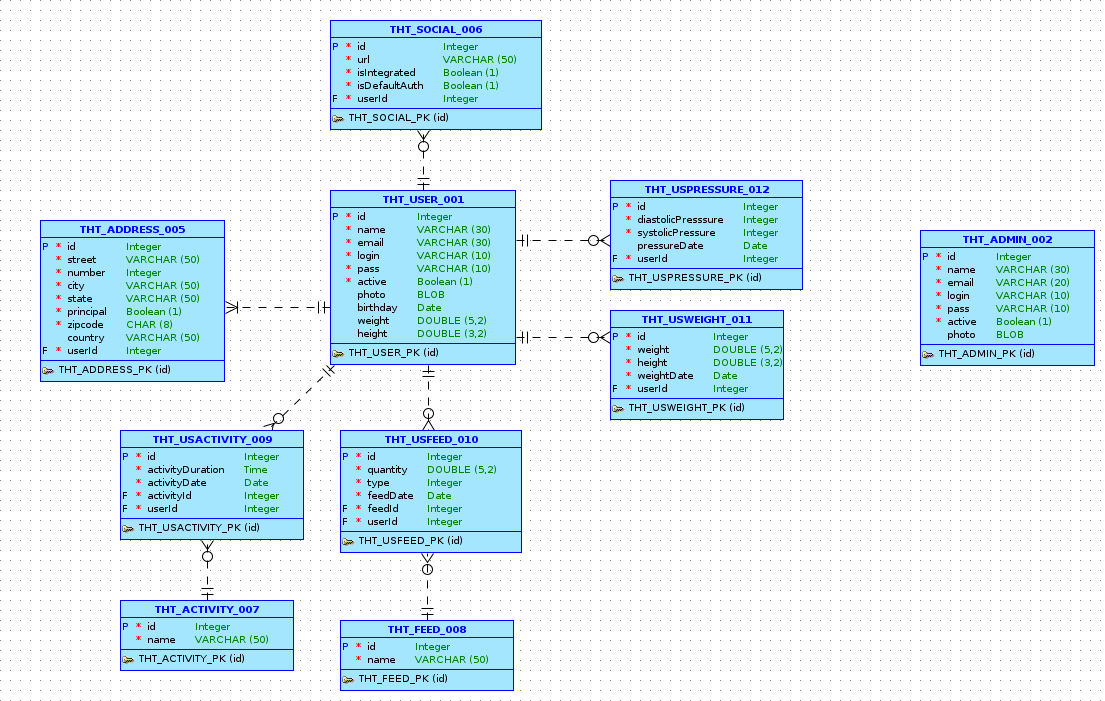 THT_SOCIAL_006
P * id Integer
* url VARCHAR (50)
* isIntegrated Boolean (1)
* isDefaultAuth Boolean (1)
F * userId Integer
THT_SOCIAL_PK (id)
THT_USER_001
P * id Integer
* name VARCHAR (30)
* email VARCHAR (30)
* login VARCHAR (10)
* pass VARCHAR (10)
* active Boolean (1)
photo BLOB
birthday Date
weight DOUBLE (5,2)
height DOUBLE (3,2)
THT_USER_PK (id)
THT_USPRESSURE_012
P * id Integer
* diastolicPresssure Integer
* systolicPressure Integer
pressureDate Date
F * userId Integer
THT_USPRESSURE_PK (id)
THT_ADDRESS_005
P * id Integer
* street VARCHAR (50)
* number Integer
* city VARCHAR (50)
* state VARCHAR (50)
* principal Boolean (1)
* zipcode CHAR (8)
country VARCHAR (50)
F * userId Integer
THT_ADDRESS_PK (id)
THT_ADMIN_002
P * id Integer
* name VARCHAR (30)
* email VARCHAR (20)
* login VARCHAR (10)
* pass VARCHAR (10)
* active Boolean (1)
photo BLOB
THT_ADMIN_PK (id)
THT_USWEIGHT_011
P * id Integer
* weight DOUBLE (5,2)
* height DOUBLE (3,2)
* weightDate Date
F * userId Integer
THT_USWEIGHT_PK (id)
THT_USACTIVITY_009
P * id Integer
* activityDuration Time
* activityDate Date
F * activityId Integer
F * userId Integer
THT_USACTIVITY_PK (id)
THT_USFEED_010
P * id Integer
* quantity DOUBLE (5,2)
* type Integer
* feedDate Date
F * feedId Integer
F * userId Integer
THT_USFEED_PK (id)
THT_ACTIVITY_007
P * id Integer
* name VARCHAR (50)
THT_ACTIVITY_PK (id)
THT_FEED_008
P * id Integer
* name VARCHAR (50)
THT_FEED_PK (id)